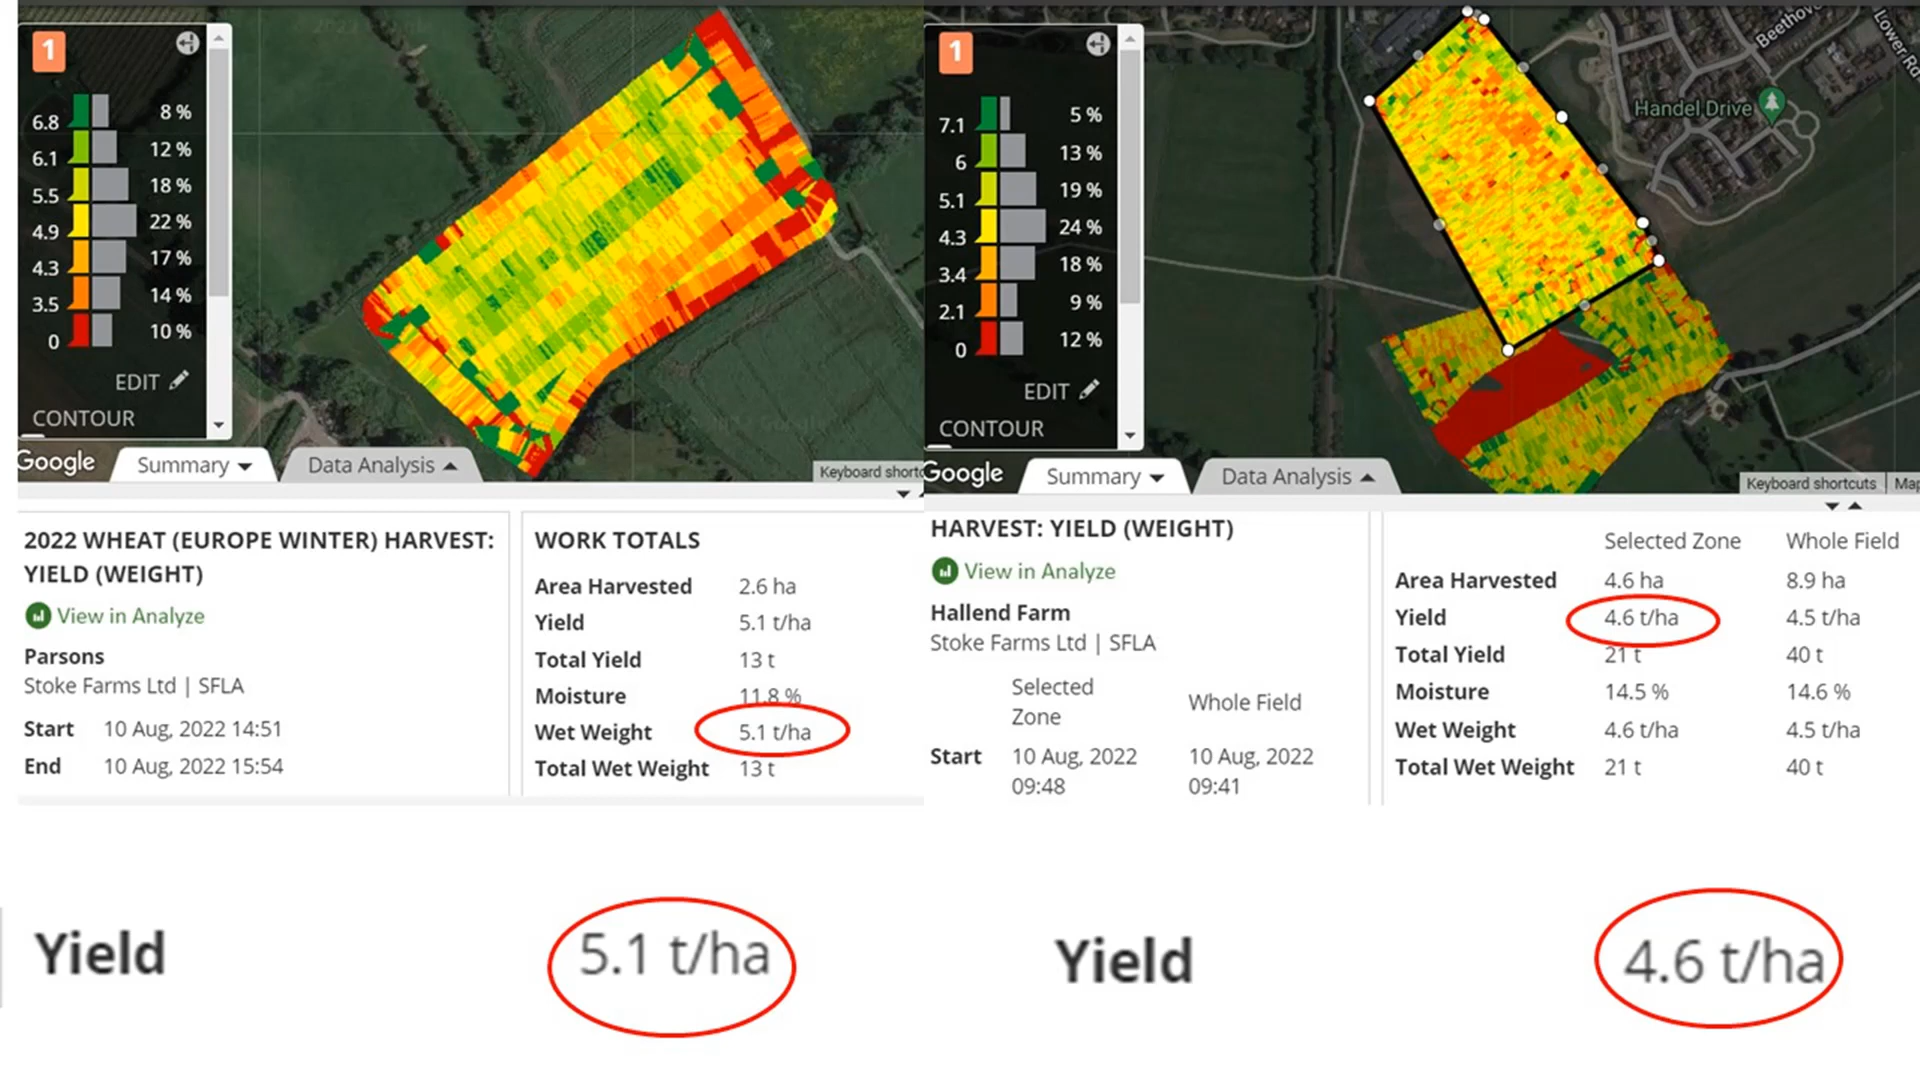 1
6.8 8 %
6.1 12 %
5.5 18 %
4.9 22 %
4.3 17 %
3.5 14 %
0 10 %
EDIT
CONTOUR
Google
Summary
Data Analysis
Keyboard shortc
2022 WHEAT (EUROPE WINTER) HARVEST:
YIELD (WEIGHT)
View in Analyze
Parsons
Stoke Farms Ltd | SFLA
Start 10 Aug, 2022 14:51
End 10 Aug, 2022 15:54
WORK TOTALS
Area Harvested 2.6 ha
Yield 5.1 t/ha
Total Yield 13 t
Moisture 11.8 %
Wet Weight 5.1 t/ha
Total Wet Weight 13 t
Yield 5.1 t/ha
1
7.1 5 %
6 13 %
5.1 19 %
4.3 24 %
3.4 18 %
2.1 9 %
0 12 %
EDIT
CONTOUR
Beethov
Lower Ro
Handel Drive
Google
Summary
Data Analysis
Keyboard shortcuts
Map
HARVEST: YIELD (WEIGHT)
View in Analyze
Hallend Farm
Stoke Farms Ltd | SFLA
Selected
Zone
Whole Field
Start 10 Aug, 2022 10 Aug, 2022
09:48 09:41
Selected Zone Whole Field
Area Harvested 4.6 ha 8.9 ha
Yield 4.6 t/ha 4.5 t/ha
Total Yield 21 t 40 t
Moisture 14.5 % 14.6 %
Wet Weight 4.6 t/ha 4.5 t/ha
Total Wet Weight 21 t 40 t
Yield 4.6 t/ha